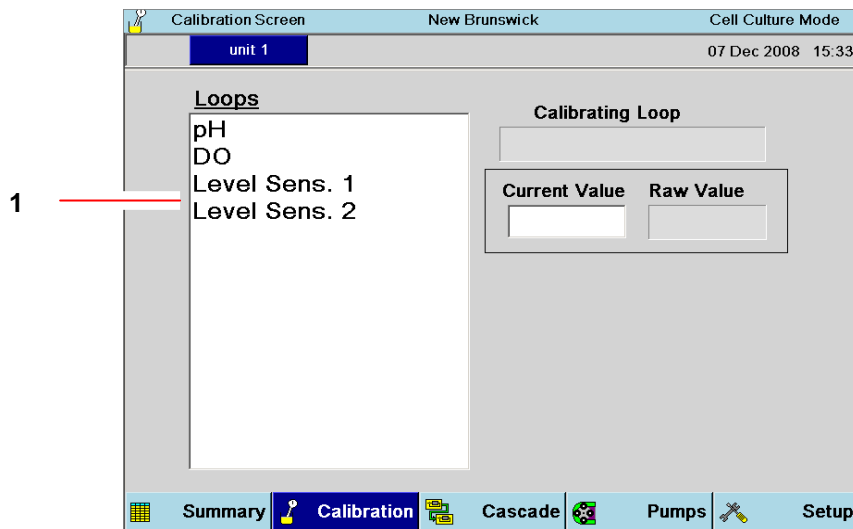 Calibration Screen New Brunswick Cell Culture Mode
unit 1 07 Dec 2008 15:33
Loops
pH
DO
Level Sens. 1
Level Sens. 2
Calibrating Loop
Current Value Raw Value
1
Summary Calibration Cascade Pumps Setup